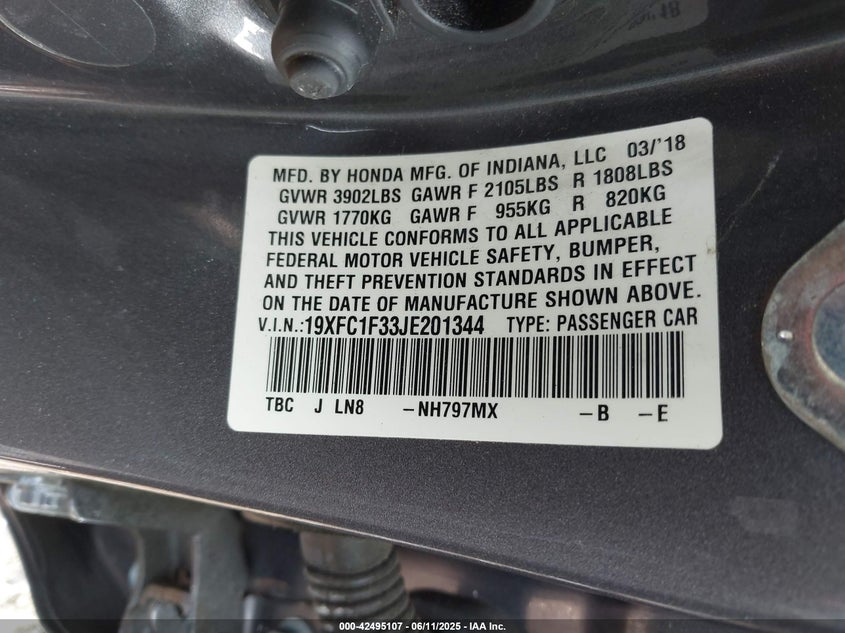 MFD. BY HONDA MFG. OF INDIANA, LLC 03/'18
GVWR 3902LBS GAWR F 2105LBS R 1808LBS
GVWR 1770KG GAWR F 955KG R 820KG
THIS VEHICLE CONFORMS TO ALL APPLICABLE
FEDERAL MOTOR VEHICLE SAFETY, BUMPER,
AND THEFT PREVENTION STANDARDS IN EFFECT
ON THE DATE OF MANUFACTURE SHOWN ABOVE.
V.I.N.:19XFC1F33JE201344 TYPE: PASSENGER CAR
TBC J LN8 -NH797MX -B -E
000-42495107 - 06/11/2025 - IAA Inc.